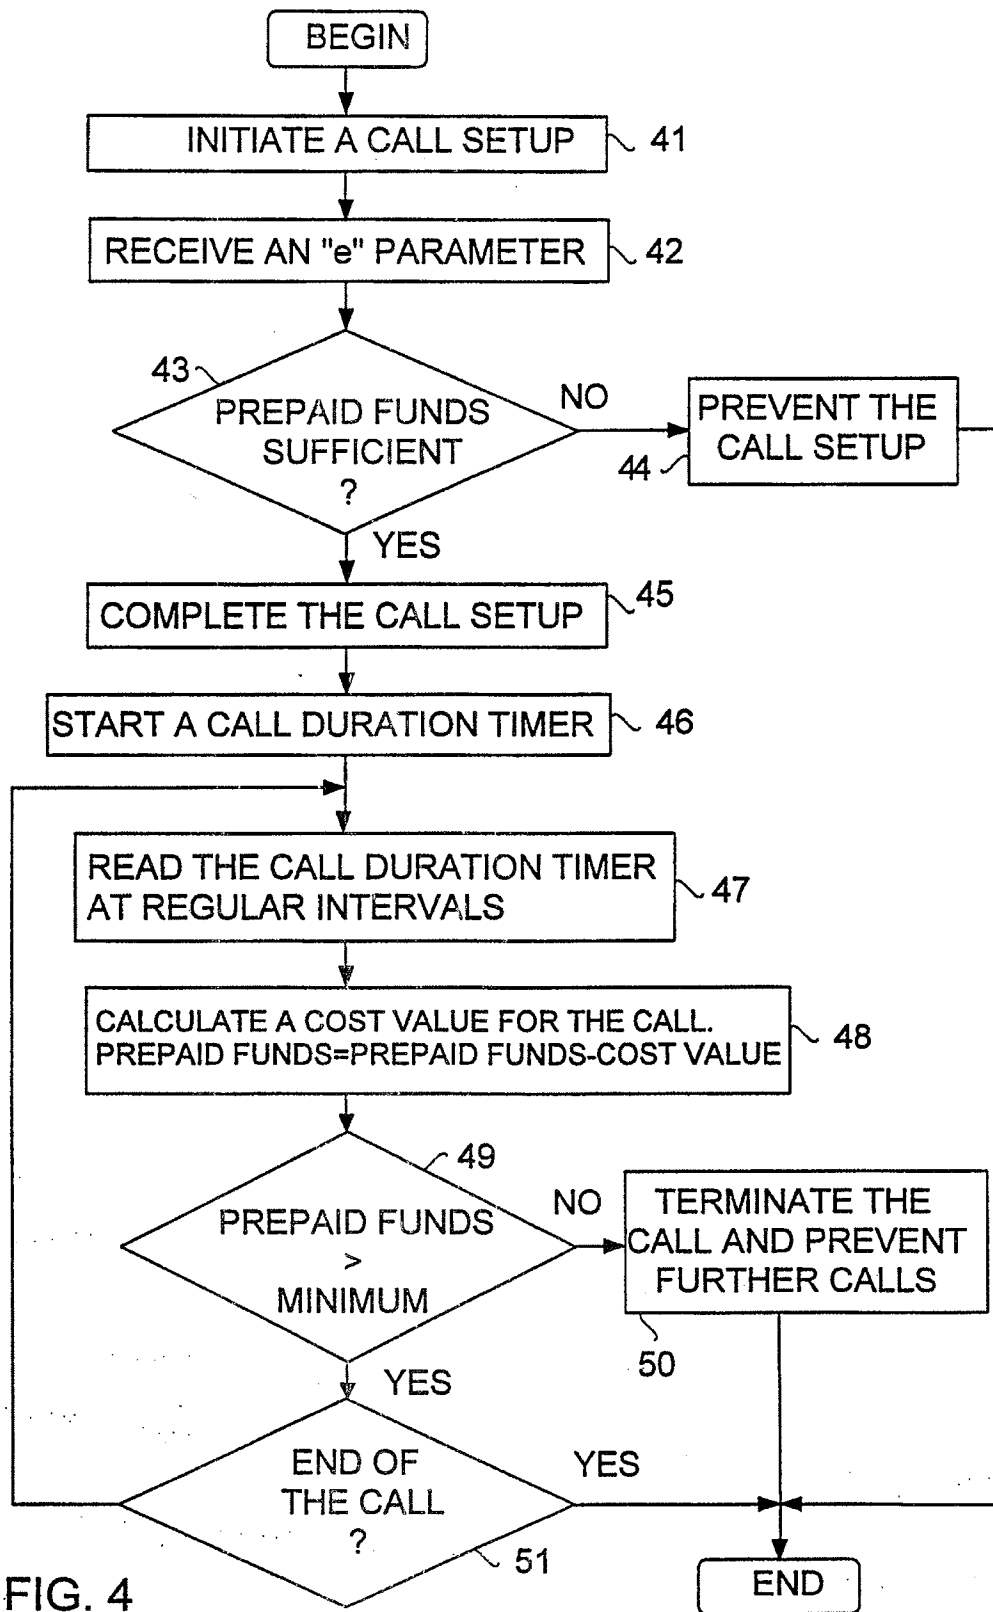 BEGIN
INITIATE A CALL SETUP
41
RECEIVE AN "e" PARAMETER
42
43
PREPAID FUNDS
SUFFICIENT
?
NO
PREVENT THE
CALL SETUP
44
YES
COMPLETE THE CALL SETUP
45
START A CALL DURATION TIMER
46
READ THE CALL DURATION TIMER
AT REGULAR INTERVALS
47
CALCULATE A COST VALUE FOR THE CALL.
PREPAID FUNDS=PREPAID FUNDS-COST VALUE
48
49
PREPAID FUNDS
>
MINIMUM
NO
TERMINATE THE
CALL AND PREVENT
FURTHER CALLS
50
YES
END OF
THE CALL
?
YES
51
END
FIG. 4